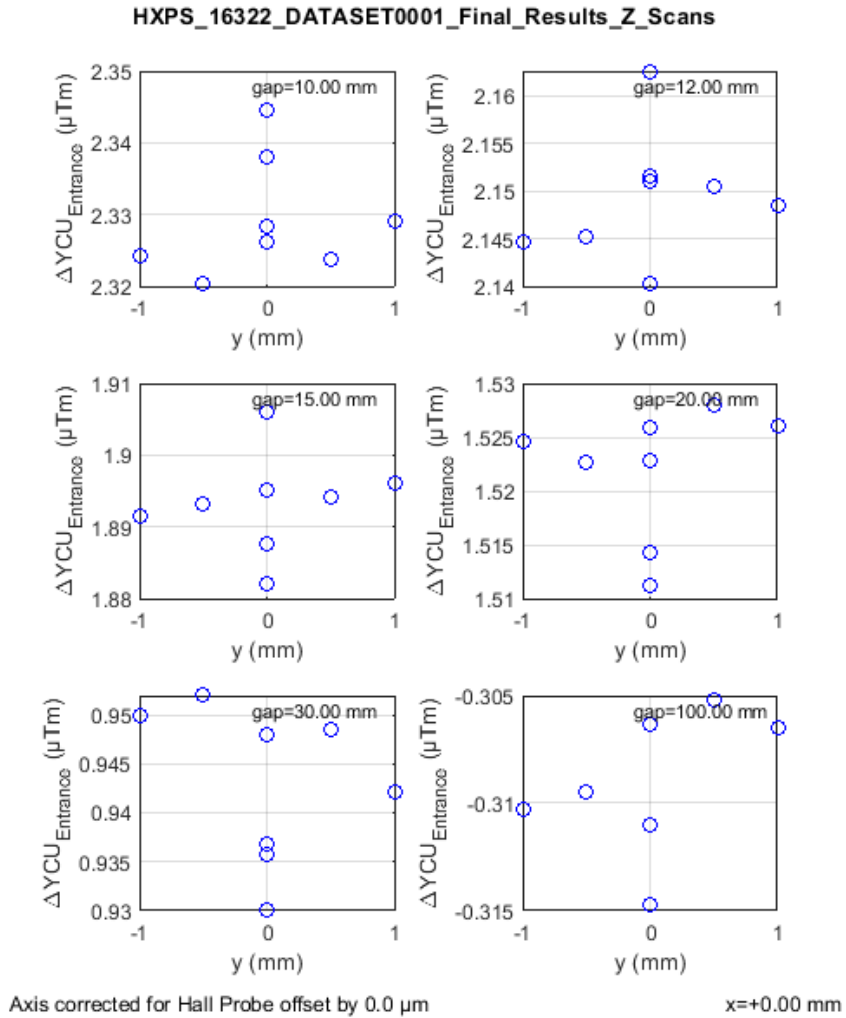 HXPS_16322_DATASET0001_Final_Results_Z_Scans
gap=10.00 mm
2.35
2.34
2.33
2.32
ΔYCU_Entrance (µTm)
-1 0 1
y (mm)
gap=12.00 mm
2.16
2.155
2.15
2.145
2.14
ΔYCU_Entrance (µTm)
-1 0 1
y (mm)
gap=15.00 mm
1.91
1.9
1.89
1.88
ΔYCU_Entrance (µTm)
-1 0 1
y (mm)
gap=20.00 mm
1.53
1.525
1.52
1.515
1.51
ΔYCU_Entrance (µTm)
-1 0 1
y (mm)
gap=30.00 mm
0.95
0.945
0.94
0.935
0.93
ΔYCU_Entrance (µTm)
-1 0 1
y (mm)
gap=100.00 mm
-0.305
-0.31
-0.315
ΔYCU_Entrance (µTm)
-1 0 1
y (mm)
Axis corrected for Hall Probe offset by 0.0 µm
x=+0.00 mm